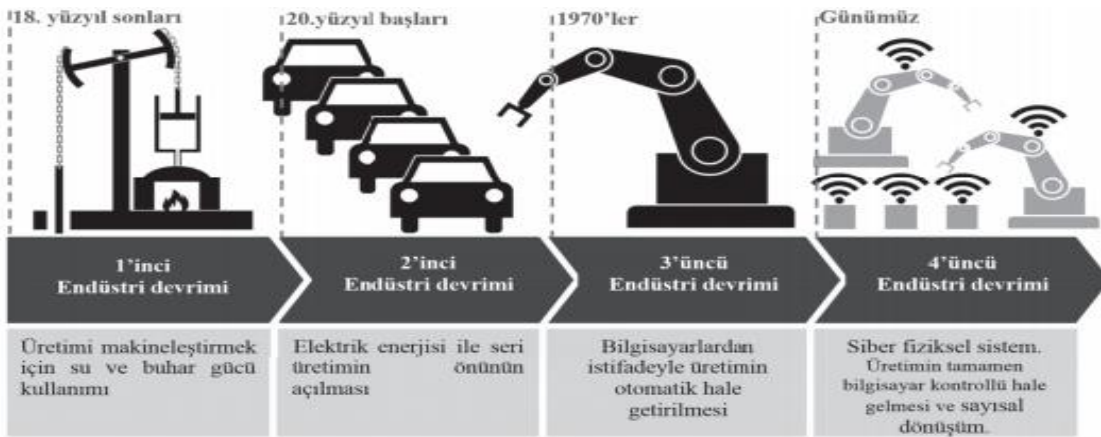 18. yüzyıl sonları
20.yüzyıl başları
1970’ler
Günümüz
1’inci
Endüstri devrimi
2’inci
Endüstri devrimi
3’üncü
Endüstri devrimi
4’üncü
Endüstri devrimi
Üretimi makineleştirmek
için su ve buhar gücü
kullanımı
Elektrik enerjisi ile seri
üretimin önünün
açılması
Bilgisayarlardan
istifadeyle üretimin
otomatik hale
getirilmesi
Siber fiziksel sistem.
Üretimin tamamen
bilgisayar kontrollü hale
gelmesi ve sayısal
dönüşüm.